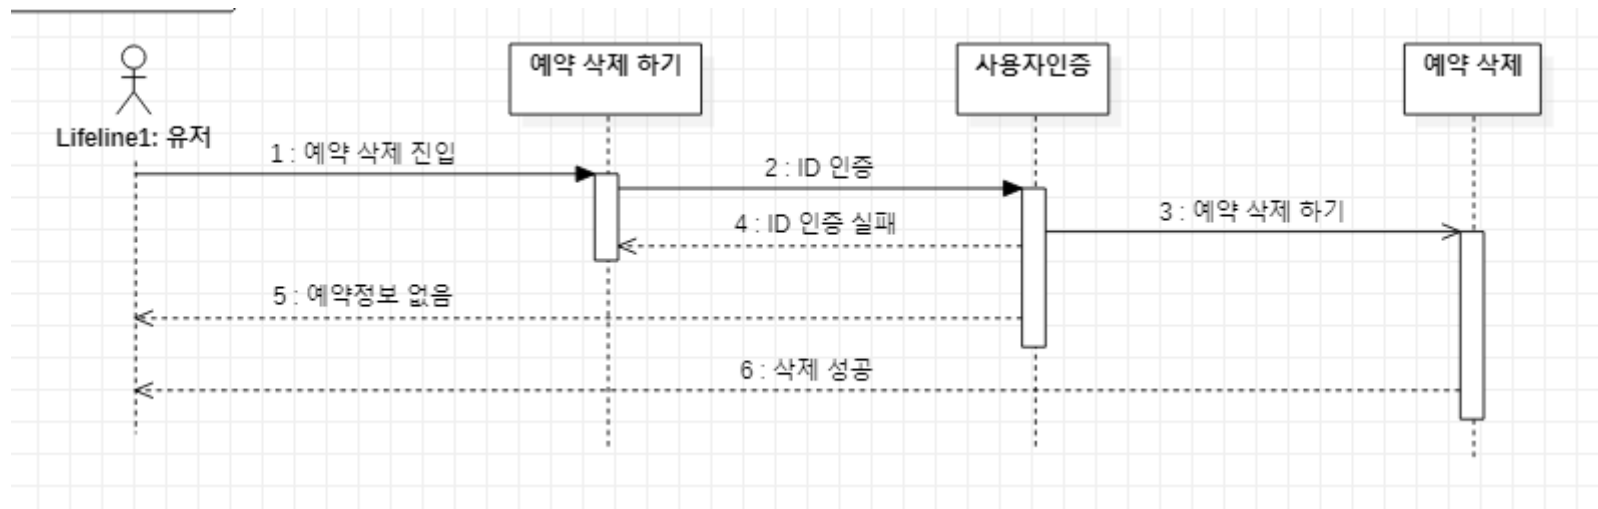 예약 삭제 하기
사용자인증
예약 삭제
Lifeline1: 유저
1 : 예약 삭제 진입
2 : ID 인증
3 : 예약 삭제 하기
4 : ID 인증 실패
5 : 예약정보 없음
6 : 삭제 성공